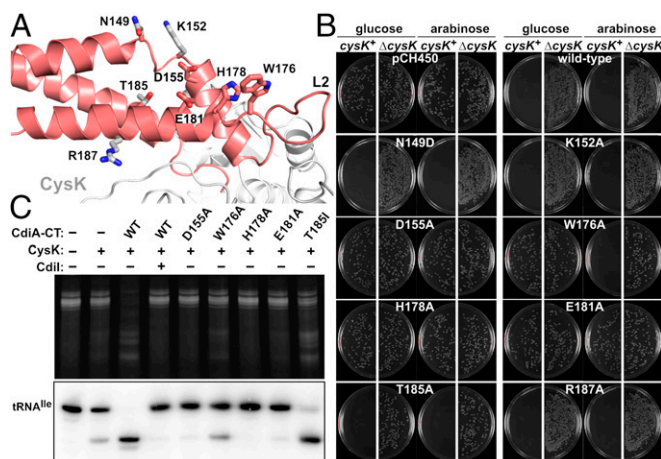 A
N149
K152
D155
H178
W176
T185
L2
E181
R187
CysK
B
glucose arabinose glucose arabinose
cysK+ ΔcysK cysK+ ΔcysK cysK+ ΔcysK cysK+ ΔcysK
pCH450 wild-type
N149D K152A
D155A W176A
H178A E181A
T185A R187A
C
CdiA-CT: – – WT WT D155A W176A H178A E181A T185I
CysK: – + + + + + + + +
CdiI: – – – + – – – – –
tRNAIle